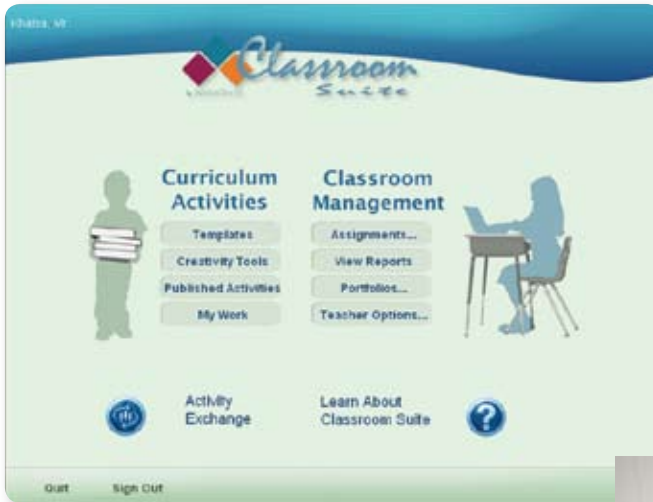 Classroom
Suite
Curriculum
Activities
Templates
Creativity Tools
Published Activities
My Work
Classroom
Management
Assignments...
View Reports
Portfolios...
Teacher Options...
Activity
Exchange
Learn About
Classroom Suite
Quit
Sign Out